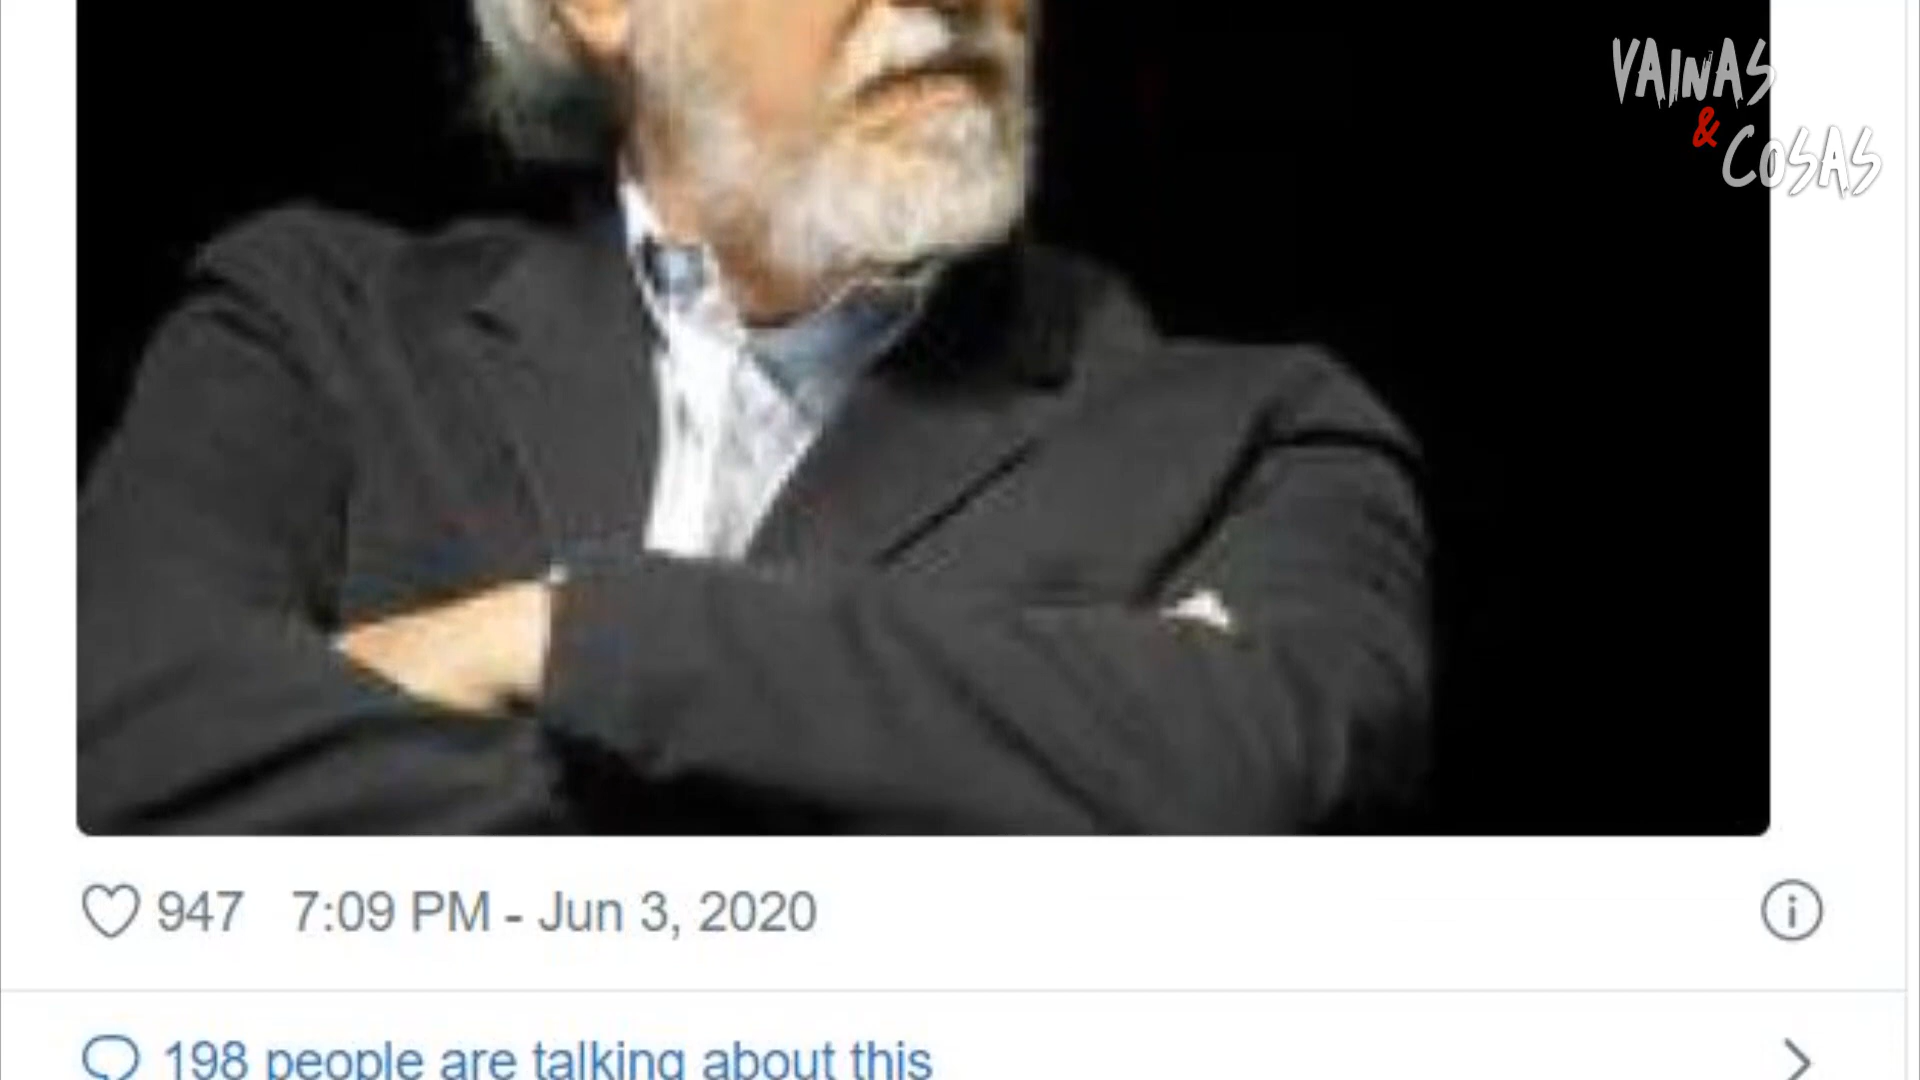 VAINAS
&
COSAS
947 7:09 PM - Jun 3, 2020
198 people are talking about this